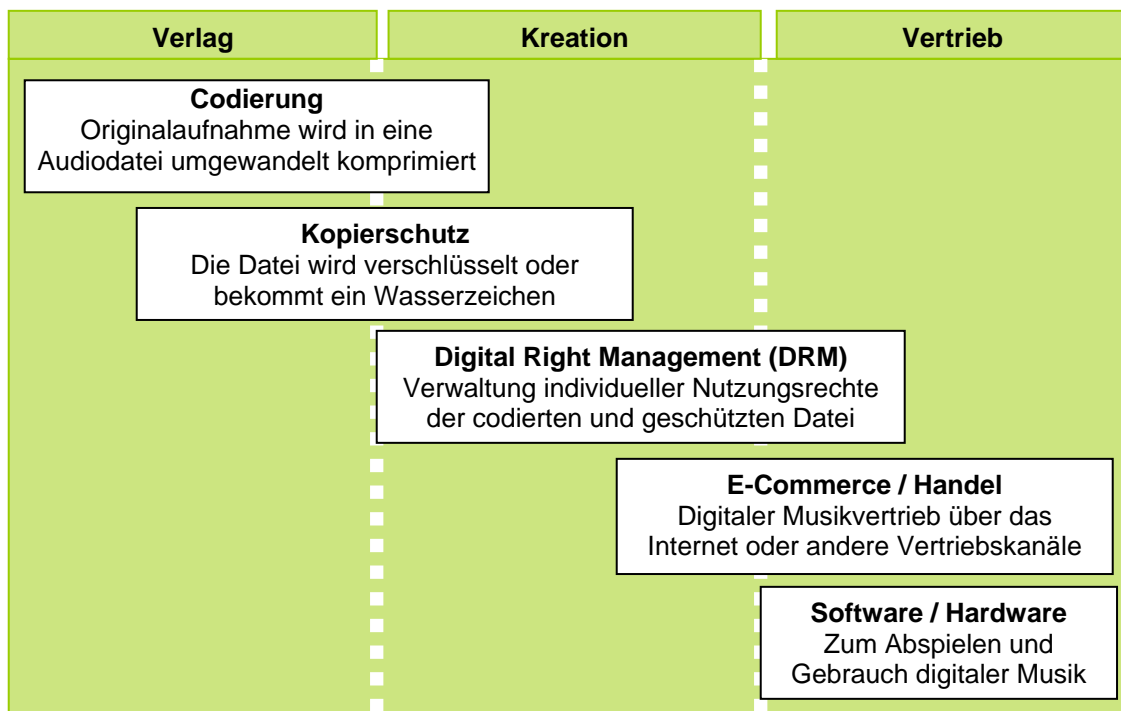 Verlag
Kreation
Vertrieb
Codierung
Originalaufnahme wird in eine
Audiodatei umgewandelt komprimiert
Kopierschutz
Die Datei wird verschlüsselt oder
bekommt ein Wasserzeichen
Digital Right Management (DRM)
Verwaltung individueller Nutzungsrechte
der codierten und geschützten Datei
E-Commerce / Handel
Digitaler Musikvertrieb über das
Internet oder andere Vertriebskanäle
Software / Hardware
Zum Abspielen und
Gebrauch digitaler Musik